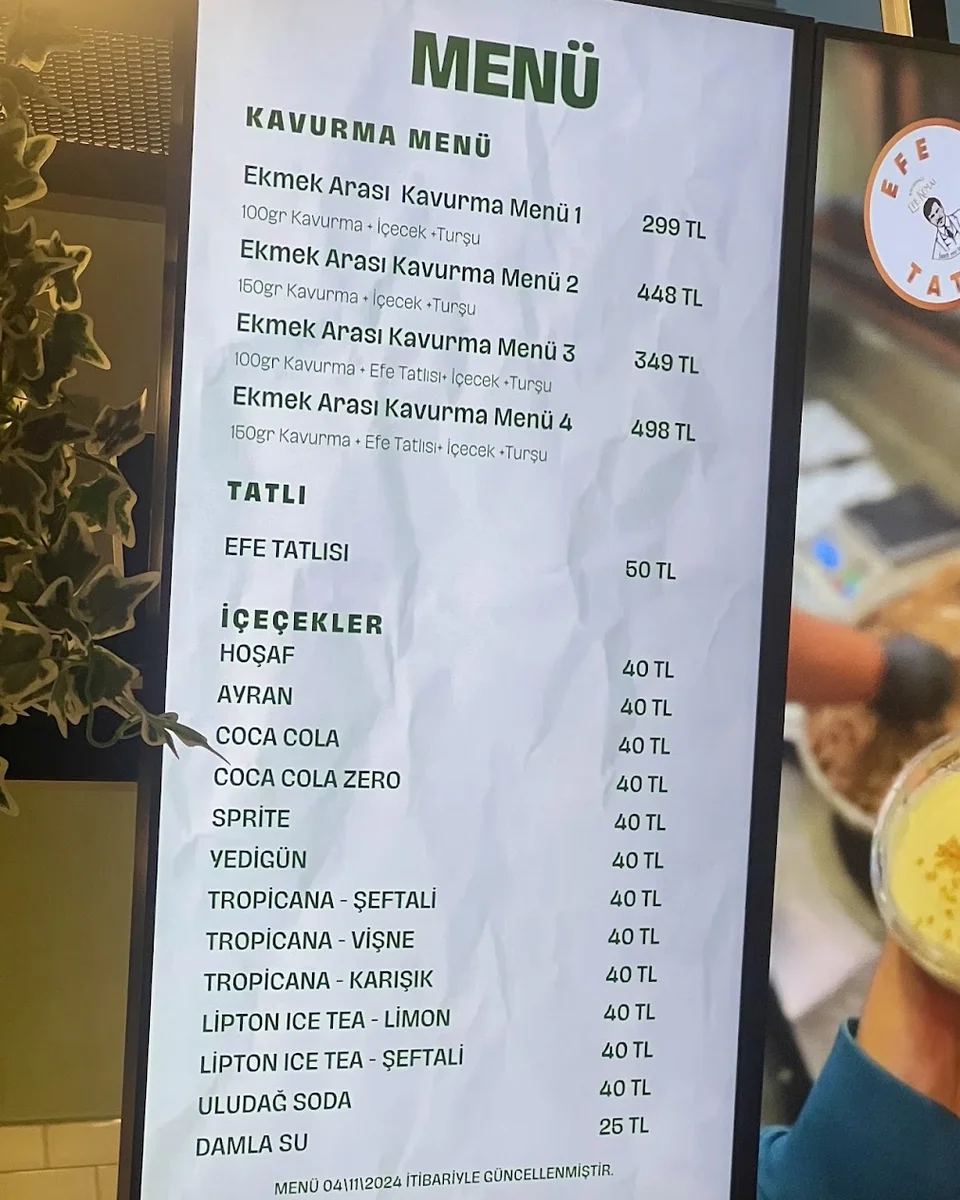 MENÜ
KAVURMA MENÜ
Ekmek Arası Kavurma Menü 1 299 TL
100gr Kavurma + İçecek +Turşu
Ekmek Arası Kavurma Menü 2 448 TL
150gr Kavurma + İçecek +Turşu
Ekmek Arası Kavurma Menü 3 349 TL
100gr Kavurma + Efe Tatlısı+ İçecek +Turşu
Ekmek Arası Kavurma Menü 4 498 TL
150gr Kavurma + Efe Tatlısı+ İçecek +Turşu
TATLI
EFE TATLISI 50 TL
İÇEÇEKLER
HOŞAF 40 TL
AYRAN 40 TL
COCA COLA 40 TL
COCA COLA ZERO 40 TL
SPRİTE 40 TL
YEDİGÜN 40 TL
TROPİCANA - ŞEFTALİ 40 TL
TROPİCANA - VİŞNE 40 TL
TROPİCANA - KARIŞIK 40 TL
LİPTON ICE TEA - LİMON 40 TL
LİPTON ICE TEA - ŞEFTALİ 40 TL
ULUDAĞ SODA 40 TL
DAMLA SU 25 TL
MENÜ 04\11\2024 İTİBARİYLE GÜNCELLENMİŞTİR.
EFE
TAT